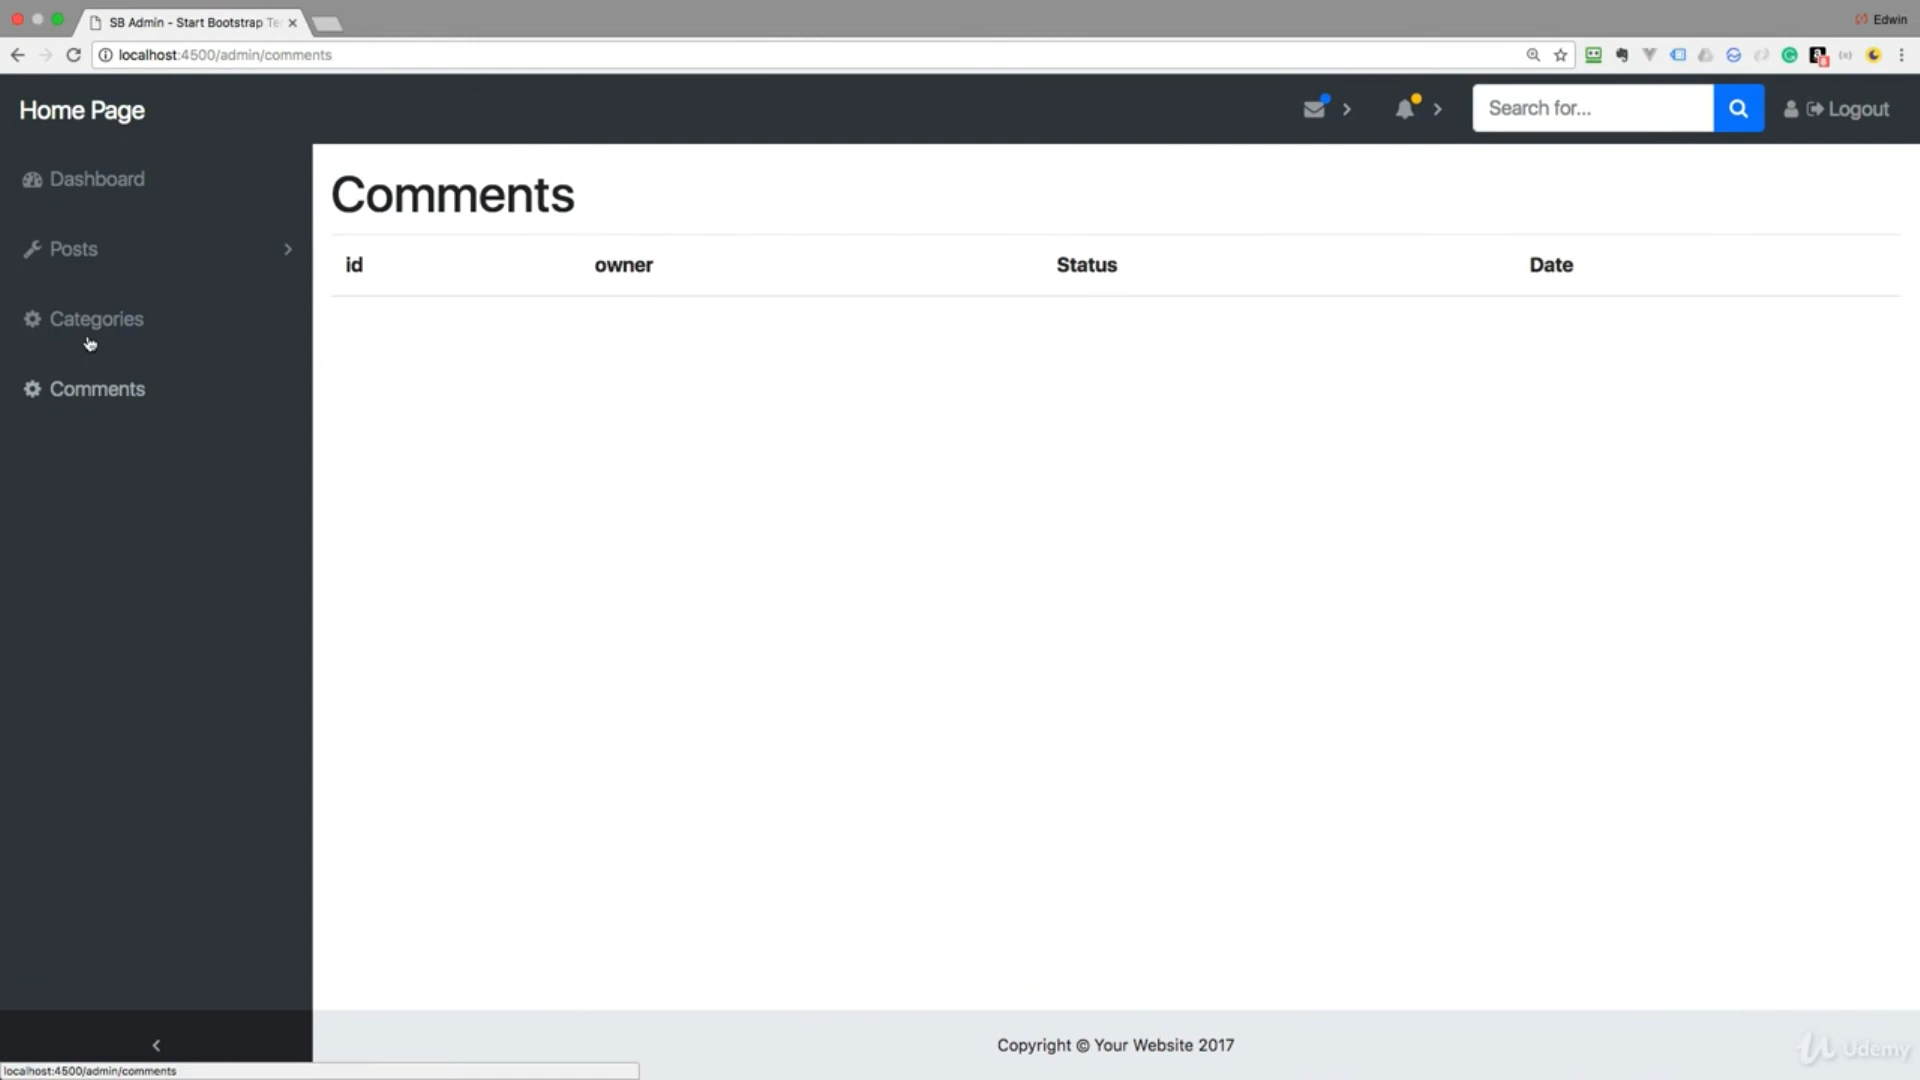 SB Admin - Start Bootstrap Te
Edwin
localhost:4500/admin/comments
Home Page
Search for...
Logout
Dashboard
Posts
Categories
Comments
Comments
id owner Status Date
Copyright © Your Website 2017
Udemy
localhost:4500/admin/comments